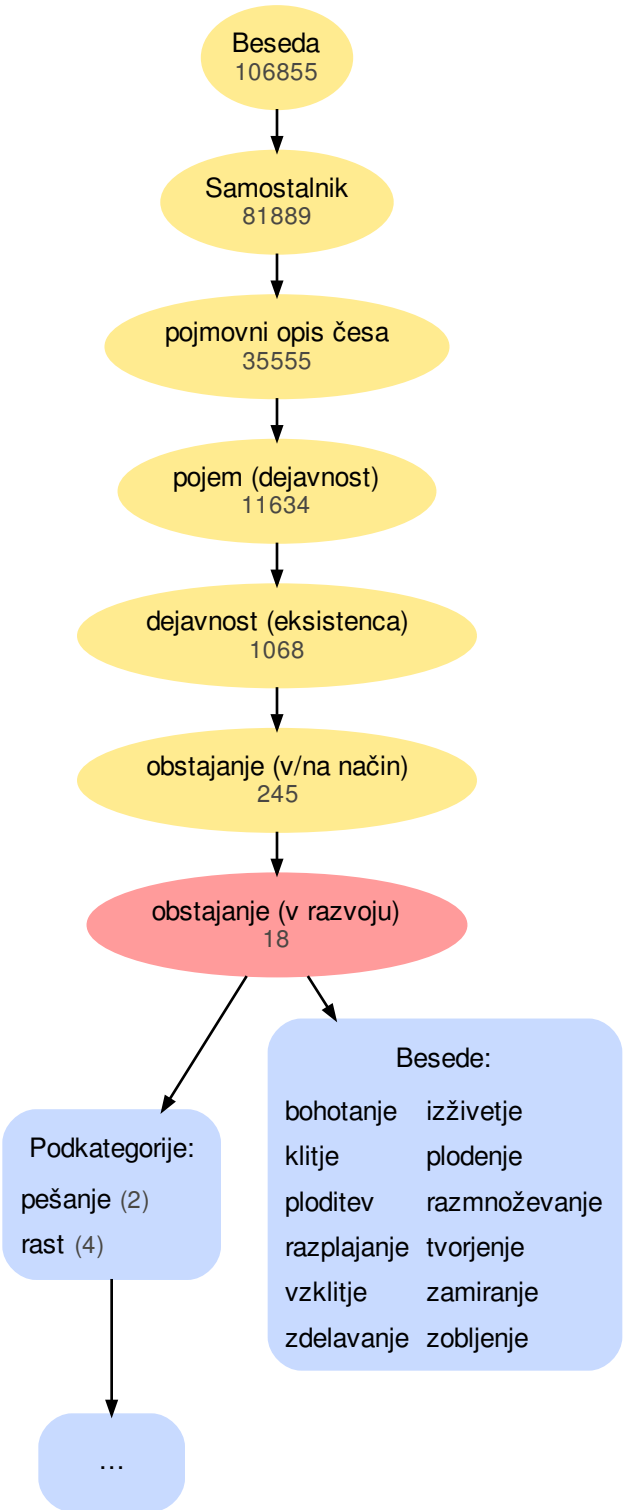 Beseda
106855
Samostalnik
81889
pojmovni opis česa
35555
pojem (dejavnost)
11634
dejavnost (eksistenca)
1068
obstajanje (v/na način)
245
obstajanje (v razvoju)
18
Podkategorije:
pešanje (2)
rast (4)
...
Besede:
bohotanje izživetje
klitje plodenje
ploditev razmnoževanje
razplajanje tvorjenje
vzklitje zamiranje
zdelavanje zobljenje